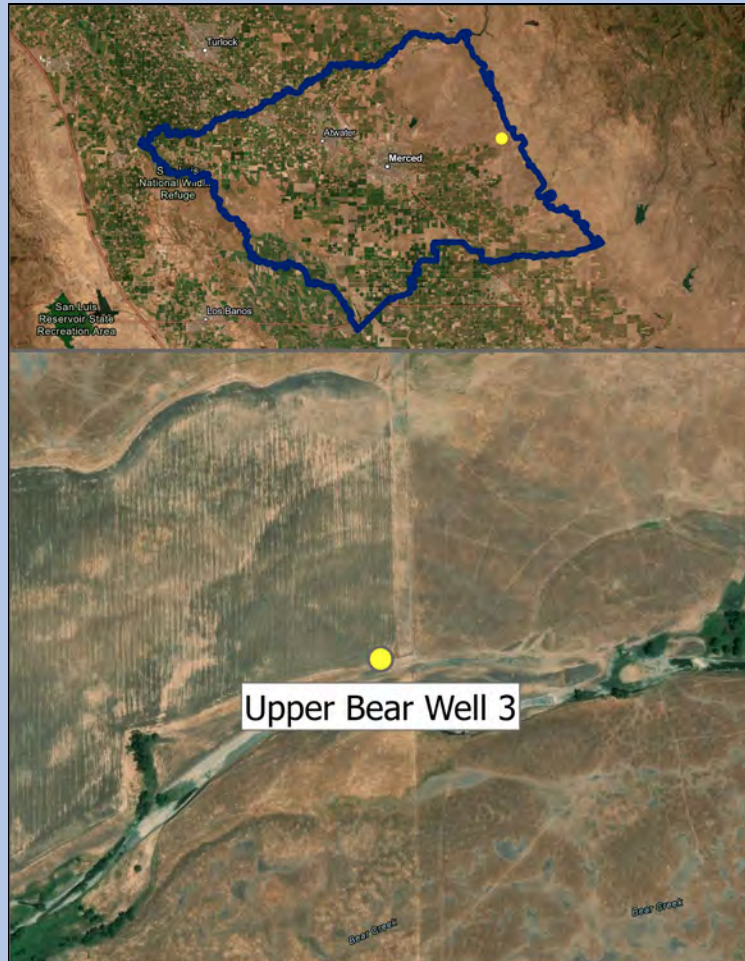 Turlock
Atwater
Merced
National Wildl
Refuge
San Luis
Reservoir State
Recreation Area
Los Banos
Upper Bear Well 3
Bear Creek
Bear Creek